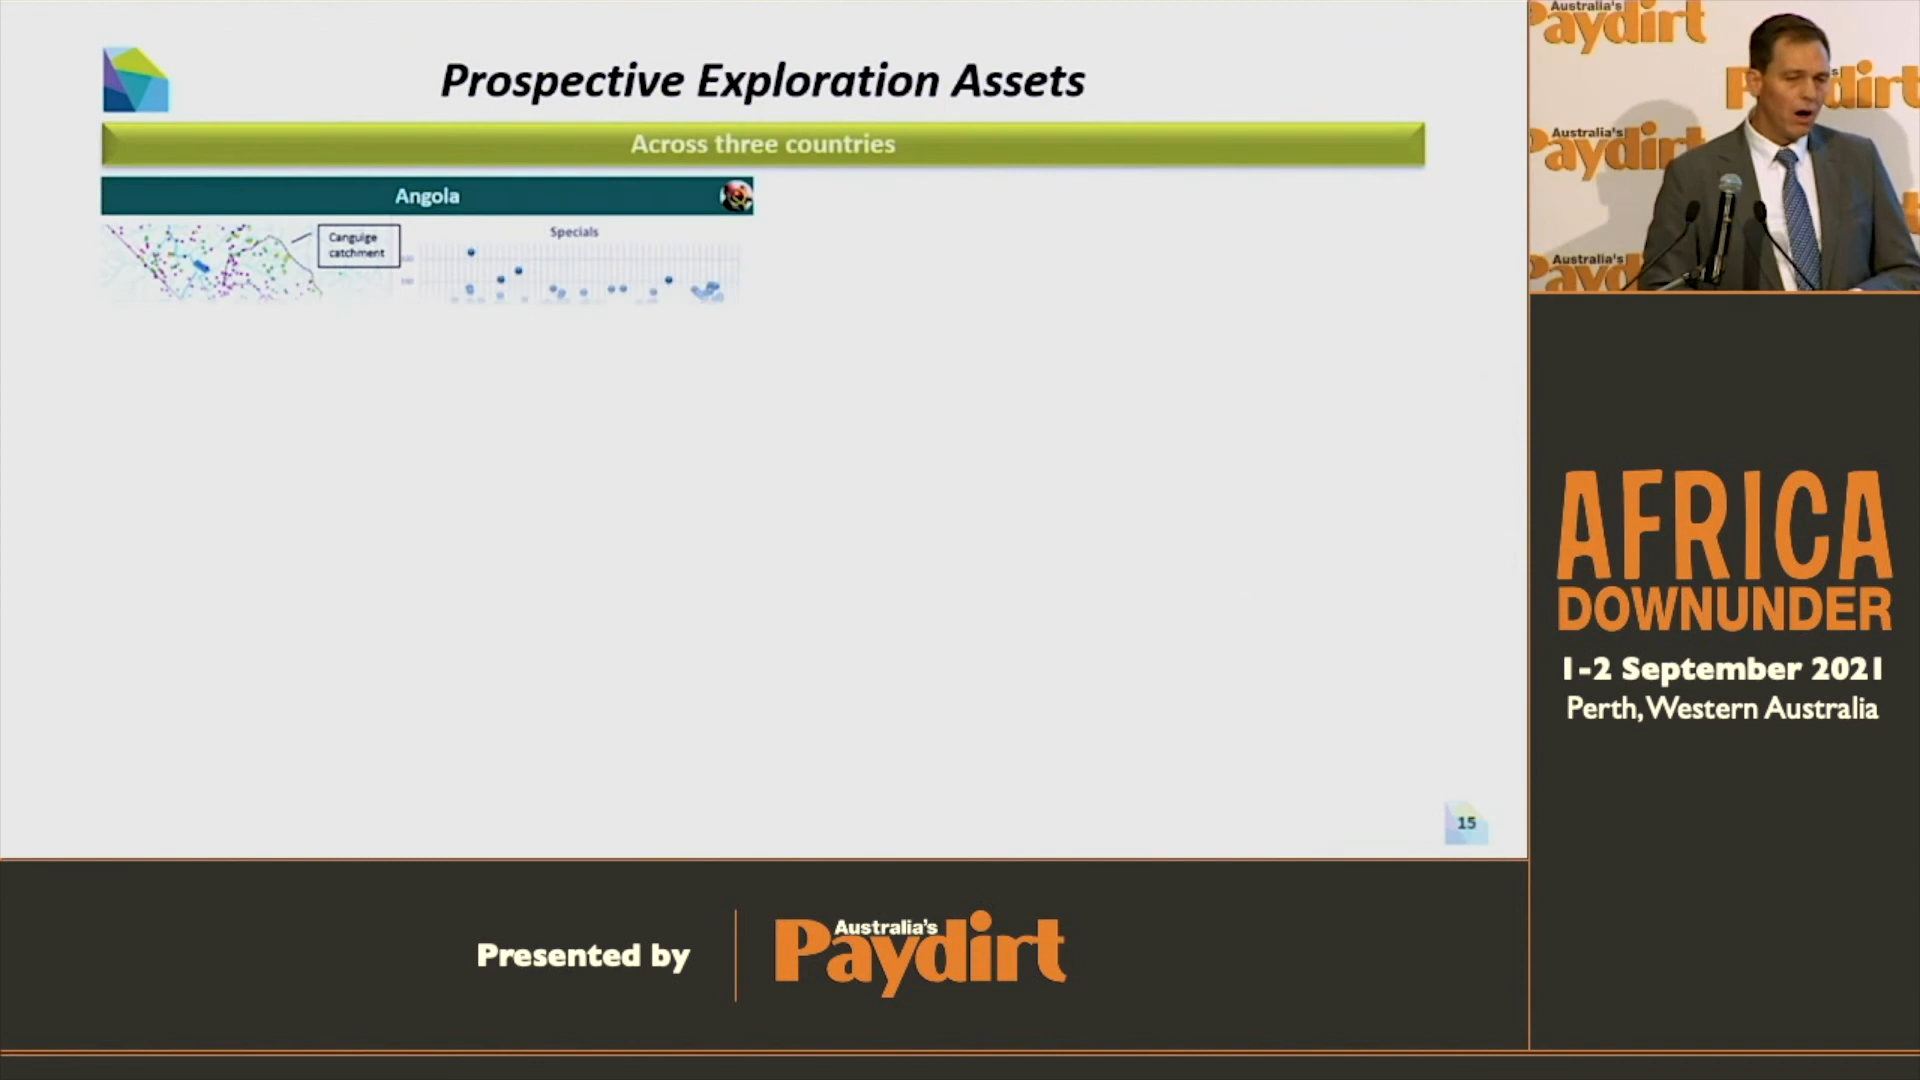 Prospective Exploration Assets
Across three countries
Angola
Canguige
catchment
Specials
15
Australia's
Paydirt
Australia's
Paydirt
Australia's
AFRICA
DOWNUNDER
1-2 September 2021
Perth, Western Australia
Presented by
Australia's
Paydirt